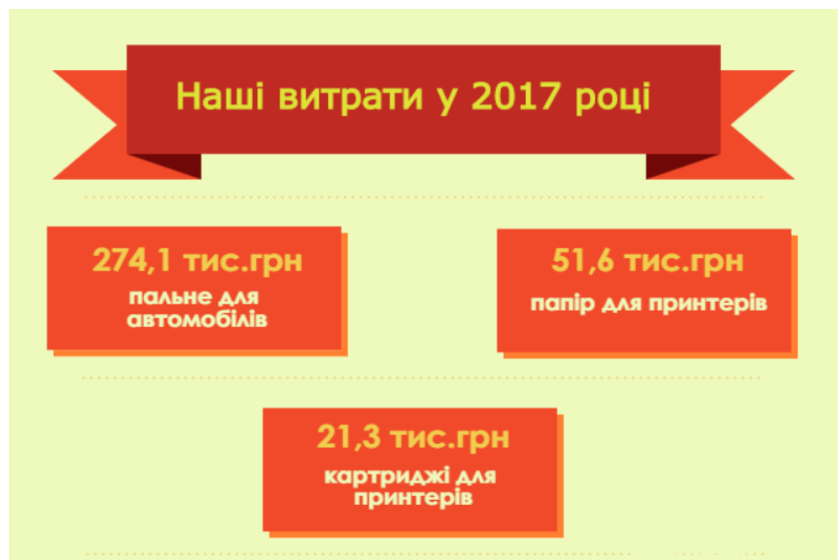 Наші витрати у 2017 році
274,1 тис.грн
пальне для
автомобілів
51,6 тис.грн
папір для принтерів
21,3 тис.грн
картриджі для
принтерів